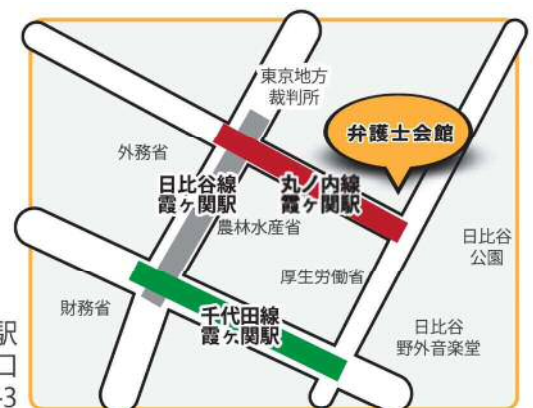 東京地方
裁判所
弁護士会館
外務省
日比谷線
霞ヶ関駅
丸ノ内線
霞ヶ関駅
農林水産省
日比谷
公園
厚生労働省
財務省
千代田線
霞ヶ関駅
日比谷
野外音楽堂
駅
口
-3